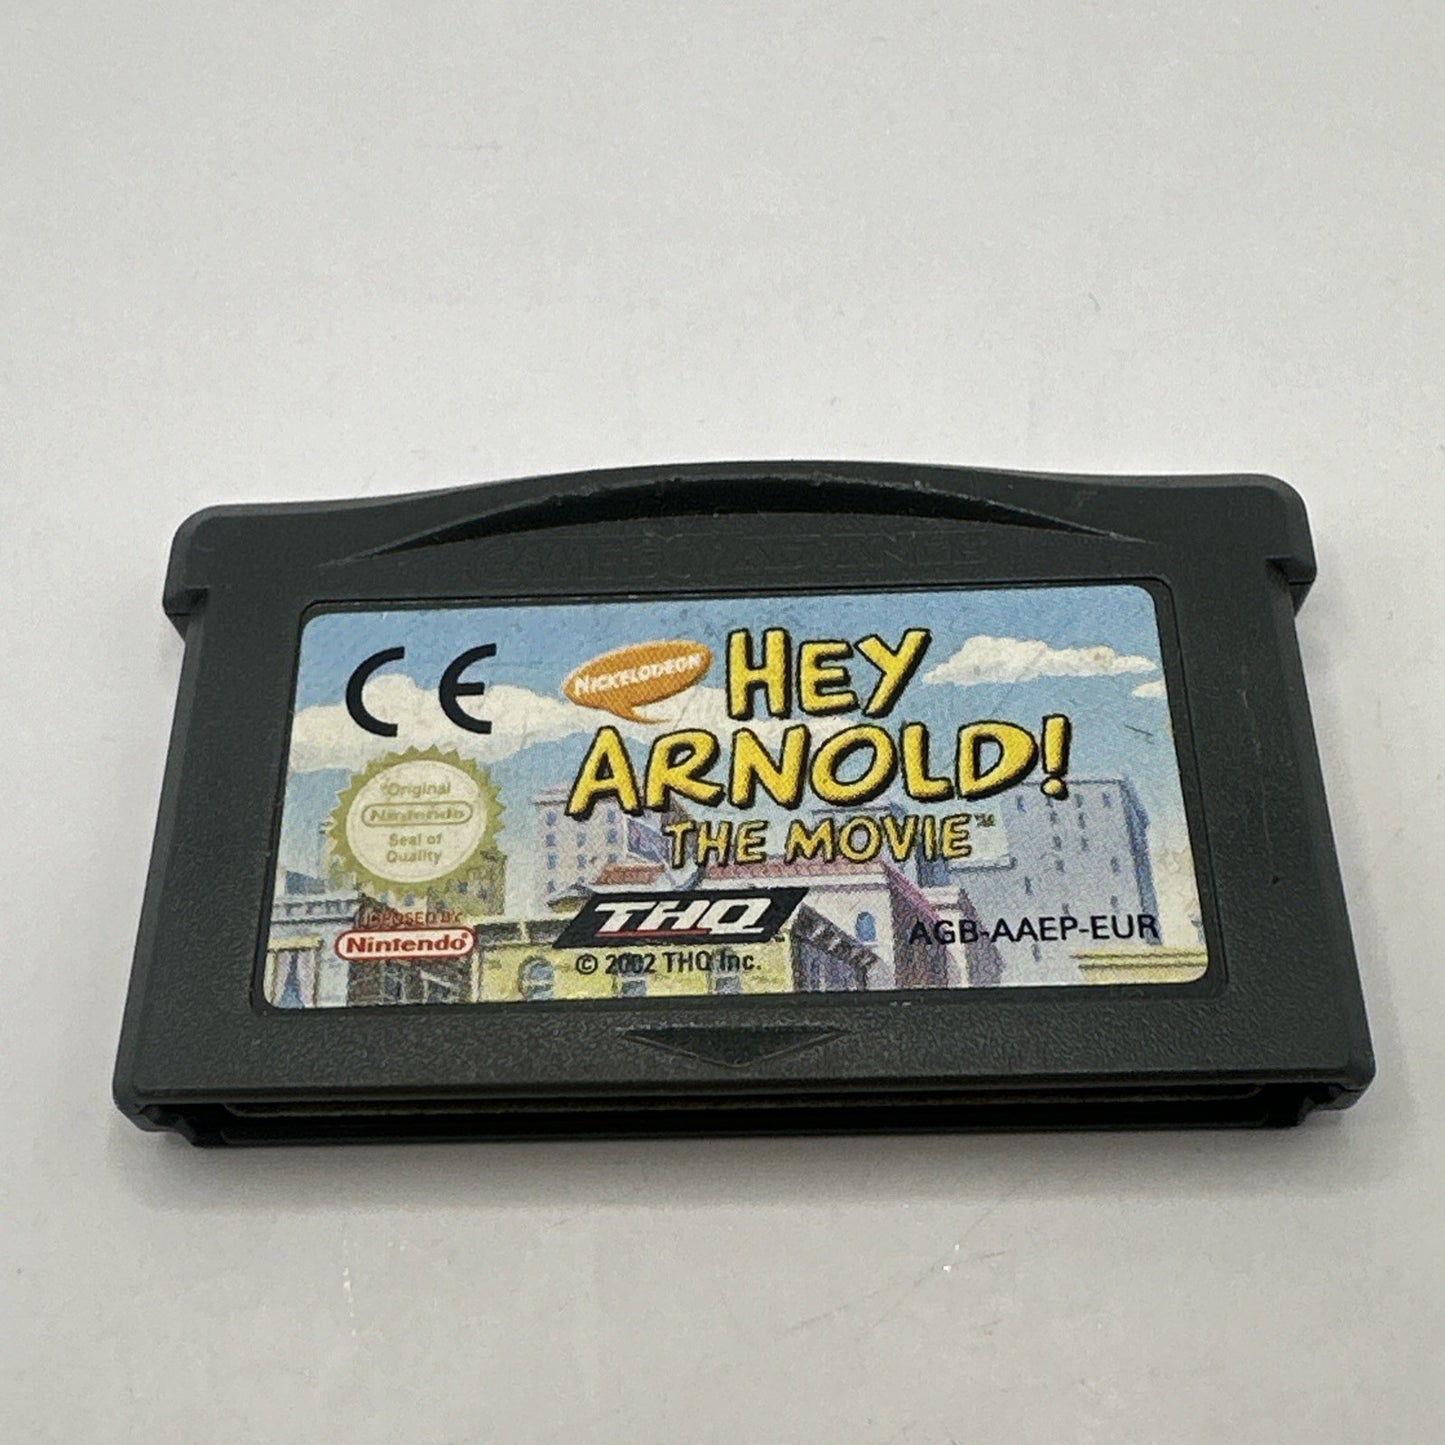 GAME BOY ADVANCE
CE
NICKELODEON
HEY
ARNOLD!
THE MOVIE™
Original
Nintendo
Seal of
Quality
LICENSED BY
Nintendo
THQ
THQ
© 2002 THQ Inc.
AGB-AAEP-EUR